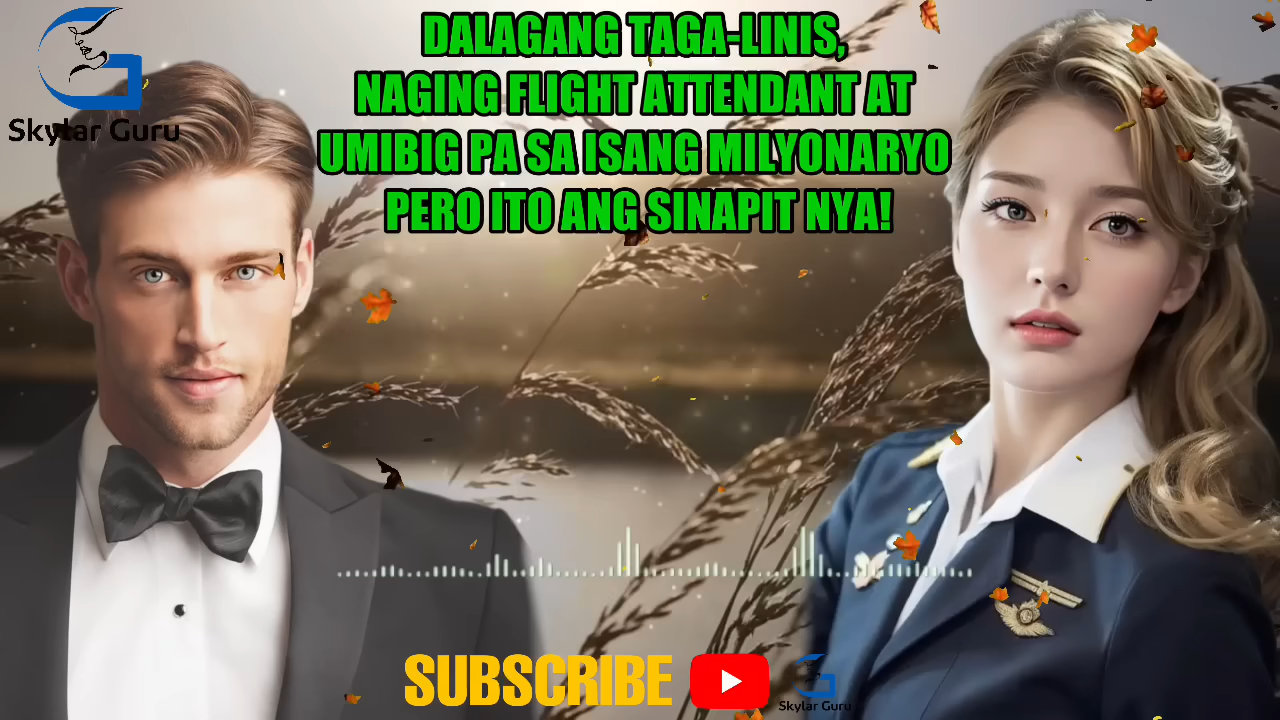 Skylar Guru
DALAGANG TAGA-LINIS,
NAGING FLIGHT ATTENDANT AT
UMIBIG PA SA ISANG MILYONARYO
PERO ITO ANG SINAPIT NYA!
SUBSCRIBE
Skylar Guru